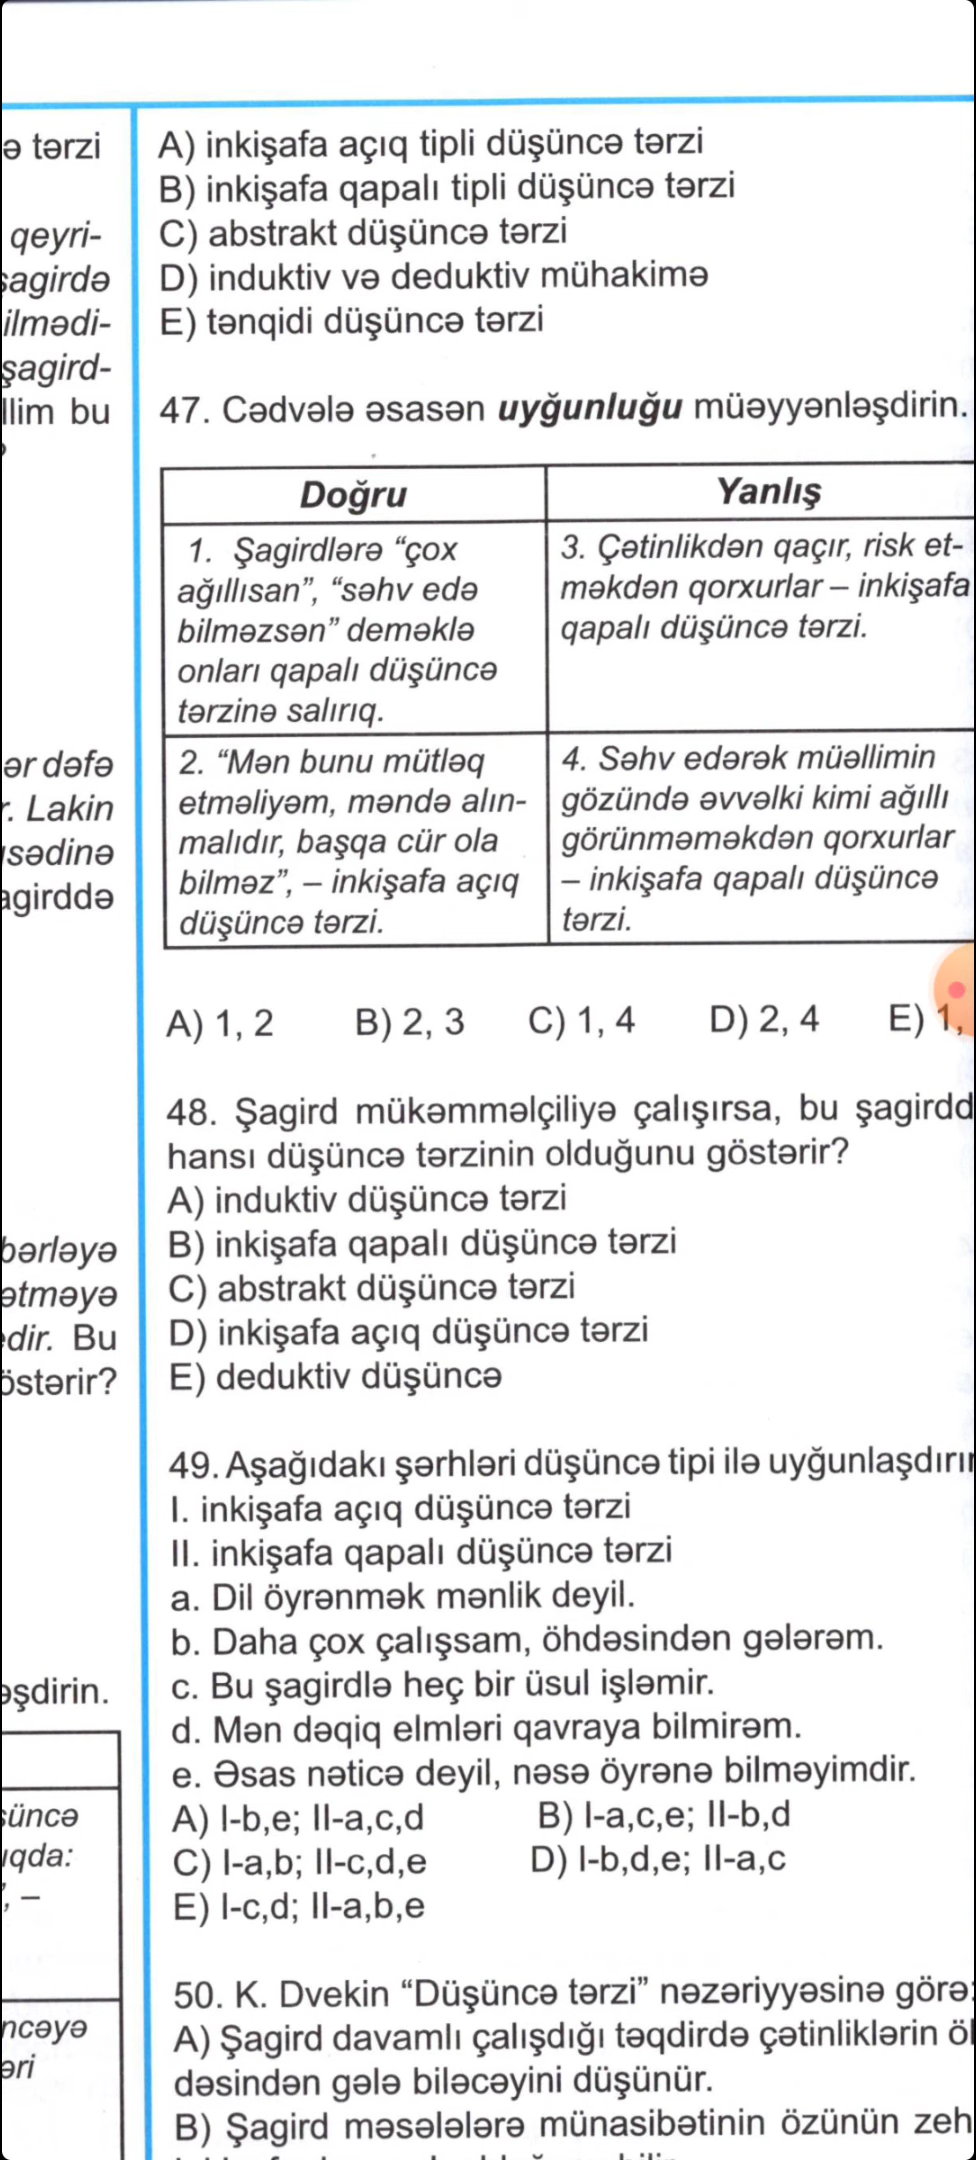 ə tərzi
qeyri-
şagirdə
ilmədi-
şagird-
llim bu
ər dəfə
r. Lakin
sədinə
agirddə
bərləyə
etməyə
edir. Bu
östərir?
əşdirin.
süncə
ıqda:
”, –
ncəyə
əri
A) inkişafa açıq tipli düşüncə tərzi
B) inkişafa qapalı tipli düşüncə tərzi
C) abstrakt düşüncə tərzi
D) induktiv və deduktiv mühakimə
E) tənqidi düşüncə tərzi
47. Cədvələ əsasən uyğunluğu müəyyənləşdirin.
Doğru
1. Şagirdlərə “çox
ağıllısan”, “səhv edə
bilməzsən” deməklə
onları qapalı düşüncə
tərzinə salırıq.
Yanlış
3. Çətinlikdən qaçır, risk et-
məkdən qorxurlar – inkişafa
qapalı düşüncə tərzi.
2. “Mən bunu mütləq
etməliyəm, məndə alın-
malıdır, başqa cür ola
bilməz”, – inkişafa açıq
düşüncə tərzi.
4. Səhv edərək müəllimin
gözündə əvvəlki kimi ağıllı
görünməməkdən qorxurlar
– inkişafa qapalı düşüncə
tərzi.
A) 1, 2 B) 2, 3 C) 1, 4 D) 2, 4 E) 1,
48. Şagird mükəmməlçiliyə çalışırsa, bu şagirdd
hansı düşüncə tərzinin olduğunu göstərir?
A) induktiv düşüncə tərzi
B) inkişafa qapalı düşüncə tərzi
C) abstrakt düşüncə tərzi
D) inkişafa açıq düşüncə tərzi
E) deduktiv düşüncə
49. Aşağıdakı şərhləri düşüncə tipi ilə uyğunlaşdırın
I. inkişafa açıq düşüncə tərzi
II. inkişafa qapalı düşüncə tərzi
a. Dil öyrənmək mənlik deyil.
b. Daha çox çalışsam, öhdəsindən gələrəm.
c. Bu şagirdlə heç bir üsul işləmir.
d. Mən dəqiq elmləri qavraya bilmirəm.
e. Əsas nəticə deyil, nəsə öyrənə bilməyimdir.
A) I-b,e; II-a,c,d B) I-a,c,e; II-b,d
C) I-a,b; II-c,d,e D) I-b,d,e; II-a,c
E) I-c,d; II-a,b,e
50. K. Dvekin “Düşüncə tərzi” nəzəriyyəsinə görə:
A) Şagird davamlı çalışdığı təqdirdə çətinliklərin öh
dəsindən gələ biləcəyini düşünür.
B) Şagird məsələlərə münasibətinin özünün zeh